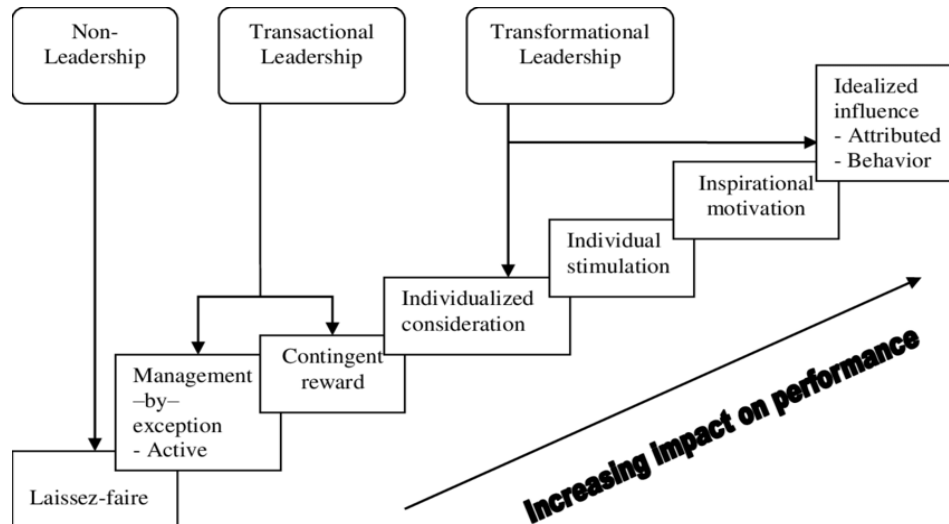 Non-
Leadership
Transactional
Leadership
Transformational
Leadership
Idealized
influence
- Attributed
- Behavior
Inspirational
motivation
Individual
stimulation
Individualized
consideration
Contingent
reward
Management
–by–
exception
- Active
Laissez-faire
Increasing impact on performance